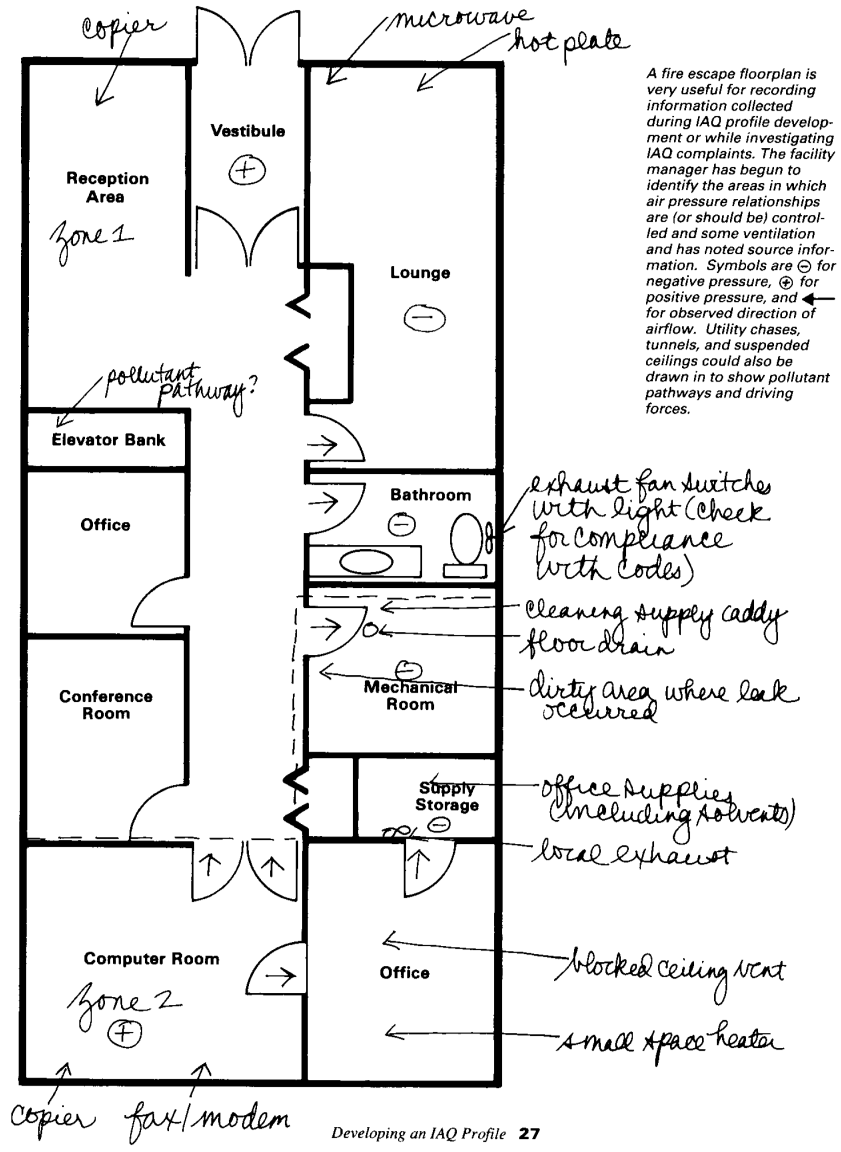 copier
microwave
hot plate
A fire escape floorplan is
very useful for recording
information collected
during IAQ profile develop-
ment or while investigating
IAQ complaints. The facility
manager has begun to
identify the areas in which
air pressure relationships
are (or should be) control-
led and some ventilation
and has noted source infor-
mation. Symbols are ⊖ for
negative pressure, ⊕ for
positive pressure, and ←
for observed direction of
airflow. Utility chases,
tunnels, and suspended
ceilings could also be
drawn in to show pollutant
pathways and driving
forces.
Vestibule
+
Reception
Area
Zone 1
Lounge
−
pollutant
pathway?
Elevator Bank
Office
Bathroom
−
exhaust fan switches
with light (check
for compliance
with codes)
cleaning supply caddy
floor drain
−
Mechanical
Room
dirty area where leak
occurred
Conference
Room
Supply
Storage
−
office supplies
(including solvents)
local exhaust
Computer Room
Zone 2
+
Office
blocked ceiling vent
small space heater
copier
fax/modem
Developing an IAQ Profile 27